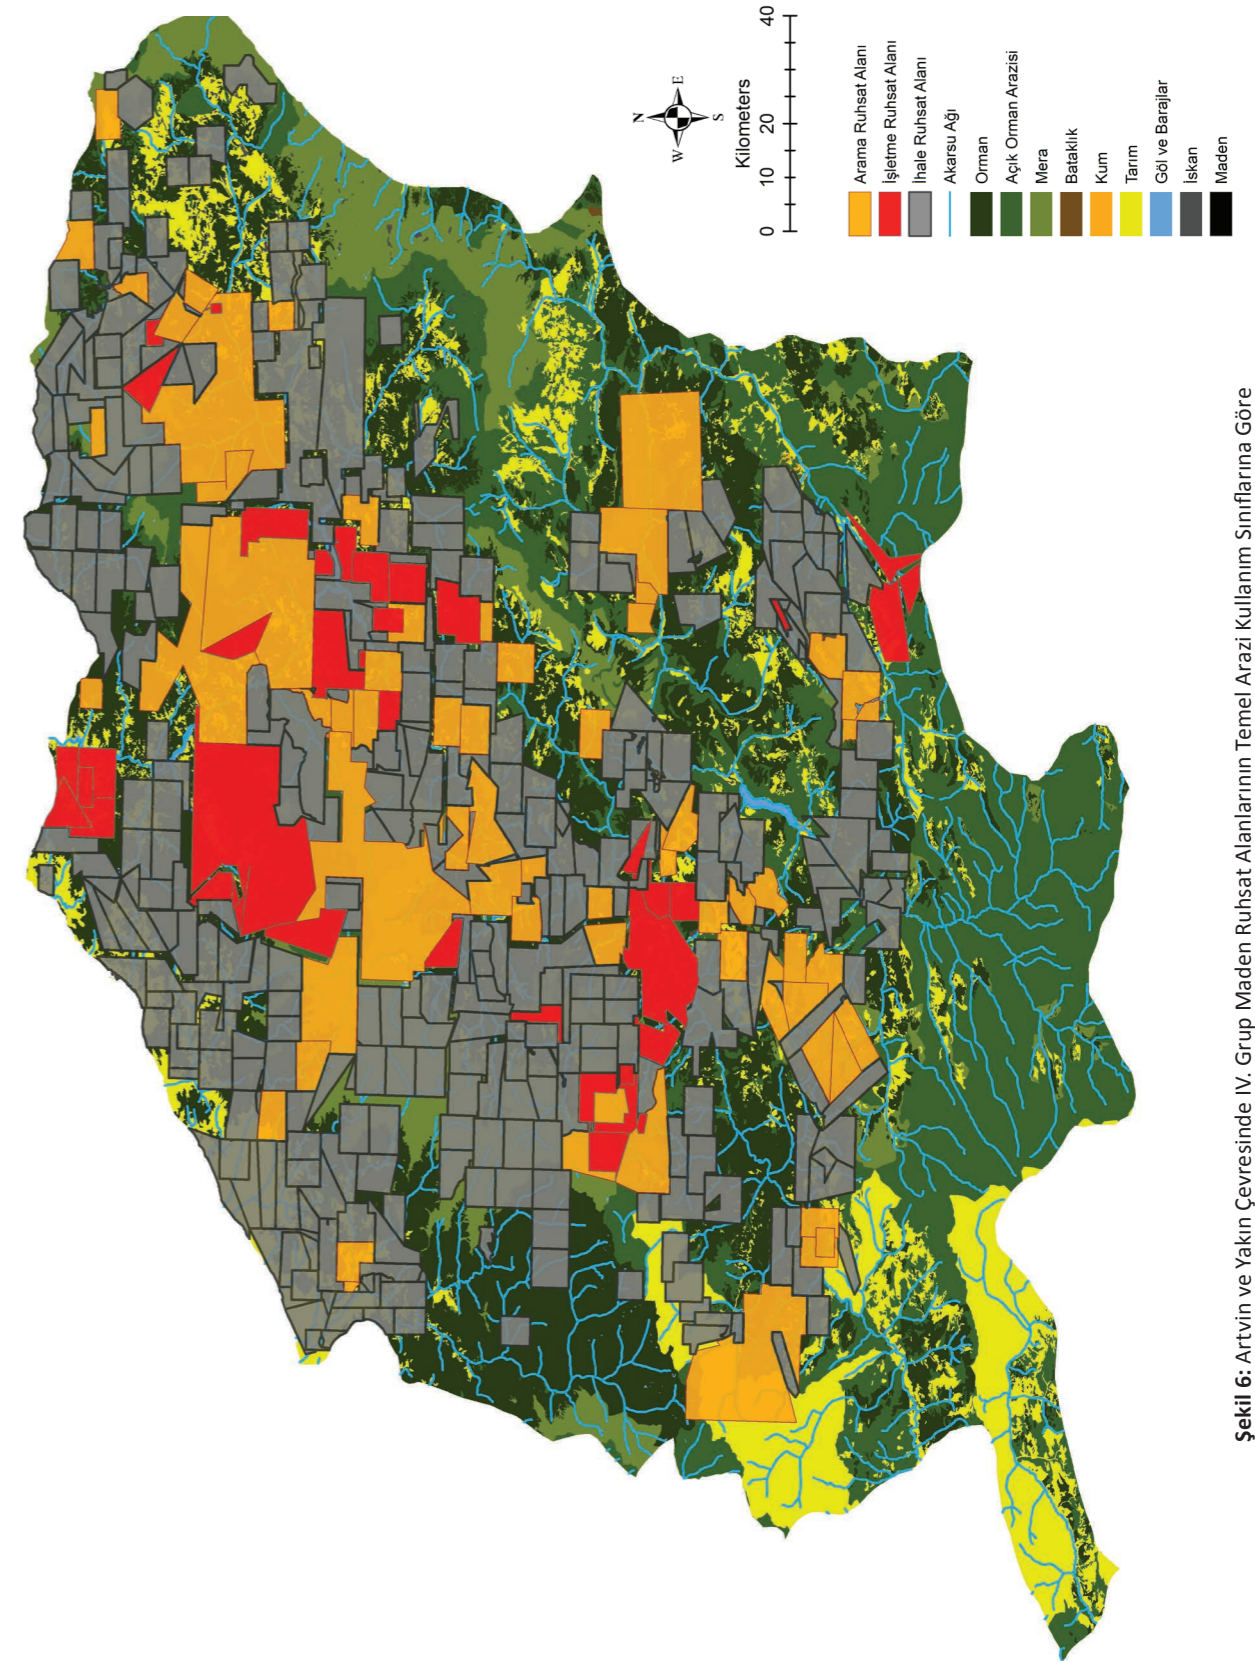 N
W E
S
Kilometers
0 10 20 40
Arama Ruhsat Alanı
İşletme Ruhsat Alanı
İhale Ruhsat Alanı
Akarsu Ağı
Orman
Açık Orman Arazisi
Mera
Bataklık
Kum
Tarım
Göl ve Barajlar
İskan
Maden
Şekil 6: Artvin ve Yakın Çevresinde IV. Grup Maden Ruhsat Alanlarının Temel Arazi Kullanım Sınıflarına Göre